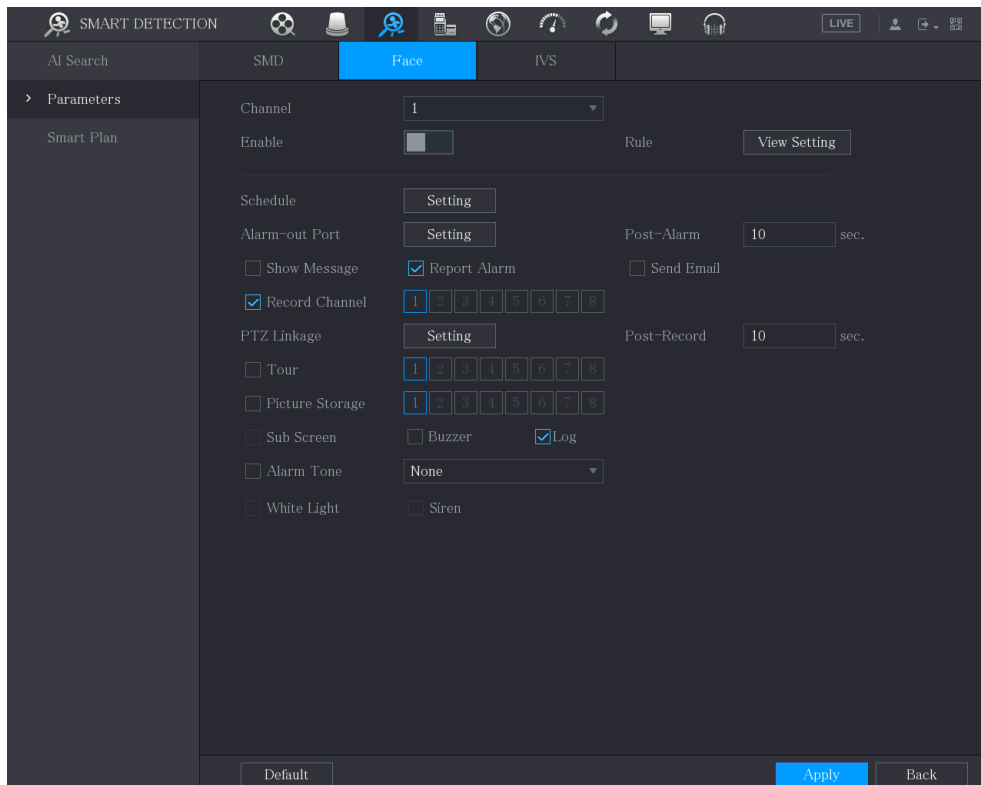 SMART DETECTION LIVE
AI Search
Parameters
Smart Plan
SMD Face IVS
Channel 1
Enable Rule View Setting
Schedule Setting
Alarm-out Port Setting Post-Alarm 10 sec.
Show Message Report Alarm Send Email
Record Channel 1 2 3 4 5 6 7 8
PTZ Linkage Setting Post-Record 10 sec.
Tour 1 2 3 4 5 6 7 8
Picture Storage 1 2 3 4 5 6 7 8
Sub Screen Buzzer Log
Alarm Tone None
White Light Siren
Default Apply Back